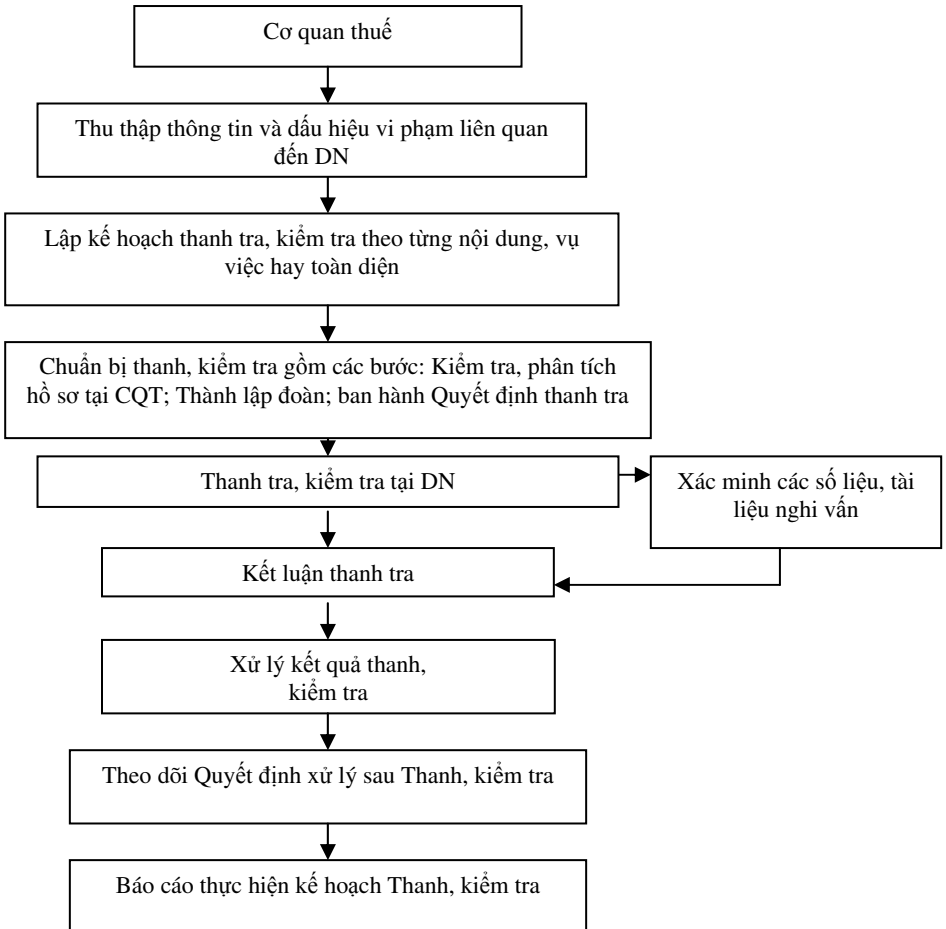 Cơ quan thuế
Thu thập thông tin và dấu hiệu vi phạm liên quan
đến DN
Lập kế hoạch thanh tra, kiểm tra theo từng nội dung, vụ
việc hay toàn diện
Chuẩn bị thanh, kiểm tra gồm các bước: Kiểm tra, phân tích
hồ sơ tại CQT; Thành lập đoàn; ban hành Quyết định thanh tra
Thanh tra, kiểm tra tại DN
Xác minh các số liệu, tài
liệu nghi vấn
Kết luận thanh tra
Xử lý kết quả thanh,
kiểm tra
Theo dõi Quyết định xử lý sau Thanh, kiểm tra
Báo cáo thực hiện kế hoạch Thanh, kiểm tra